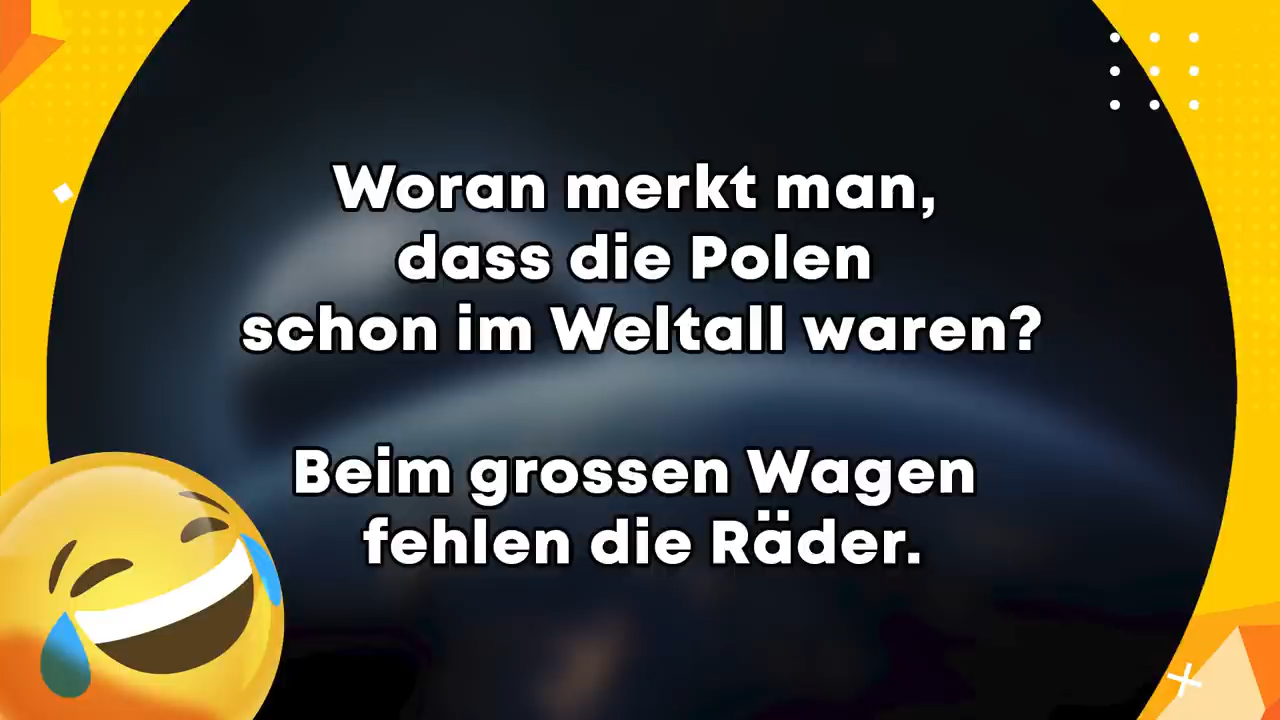 Woran merkt man,
dass die Polen
schon im Weltall waren?
Beim grossen Wagen
fehlen die Räder.